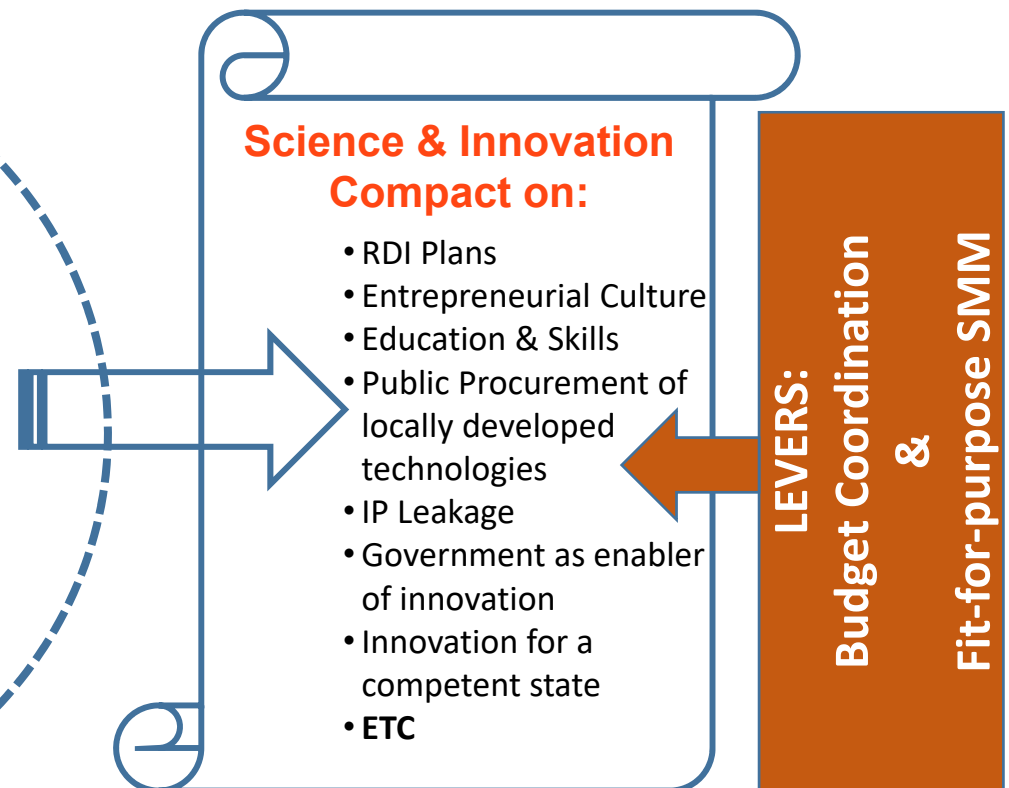 Science & Innovation
Compact on:
• RDI Plans
• Entrepreneurial Culture
• Education & Skills
• Public Procurement of
locally developed
technologies
• IP Leakage
• Government as enabler
of innovation
• Innovation for a
competent state
• ETC
LEVERS:
Budget Coordination
&
Fit-for-purpose SMM